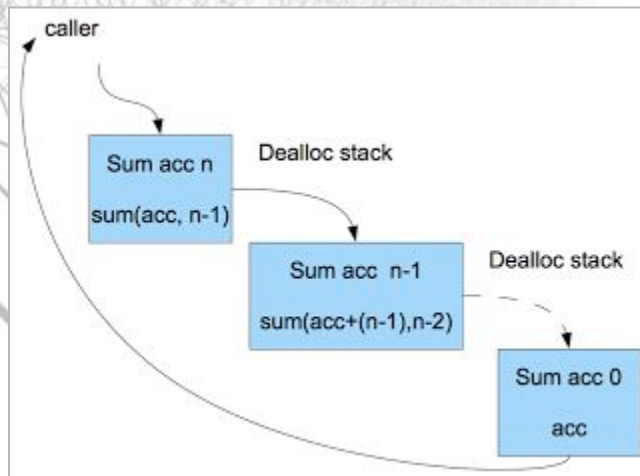 caller
Sum acc n
sum(acc, n-1)
Dealloc stack
Sum acc n-1
sum(acc+(n-1),n-2)
Dealloc stack
Sum acc 0
acc